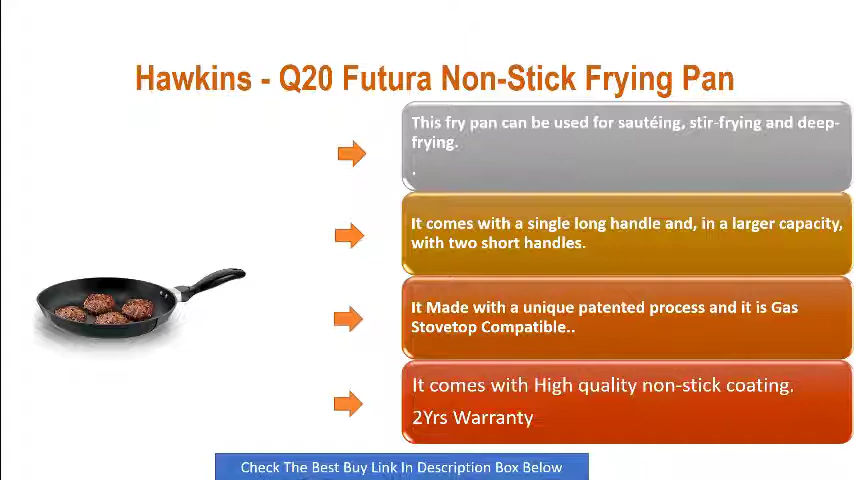 Hawkins - Q20 Futura Non-Stick Frying Pan
This fry pan can be used for sautéing, stir-frying and deep-
frying.
.
It comes with a single long handle and, in a larger capacity,
with two short handles.
It Made with a unique patented process and it is Gas
Stovetop Compatible..
It comes with High quality non-stick coating.
2Yrs Warranty
Check The Best Buy Link In Description Box Below